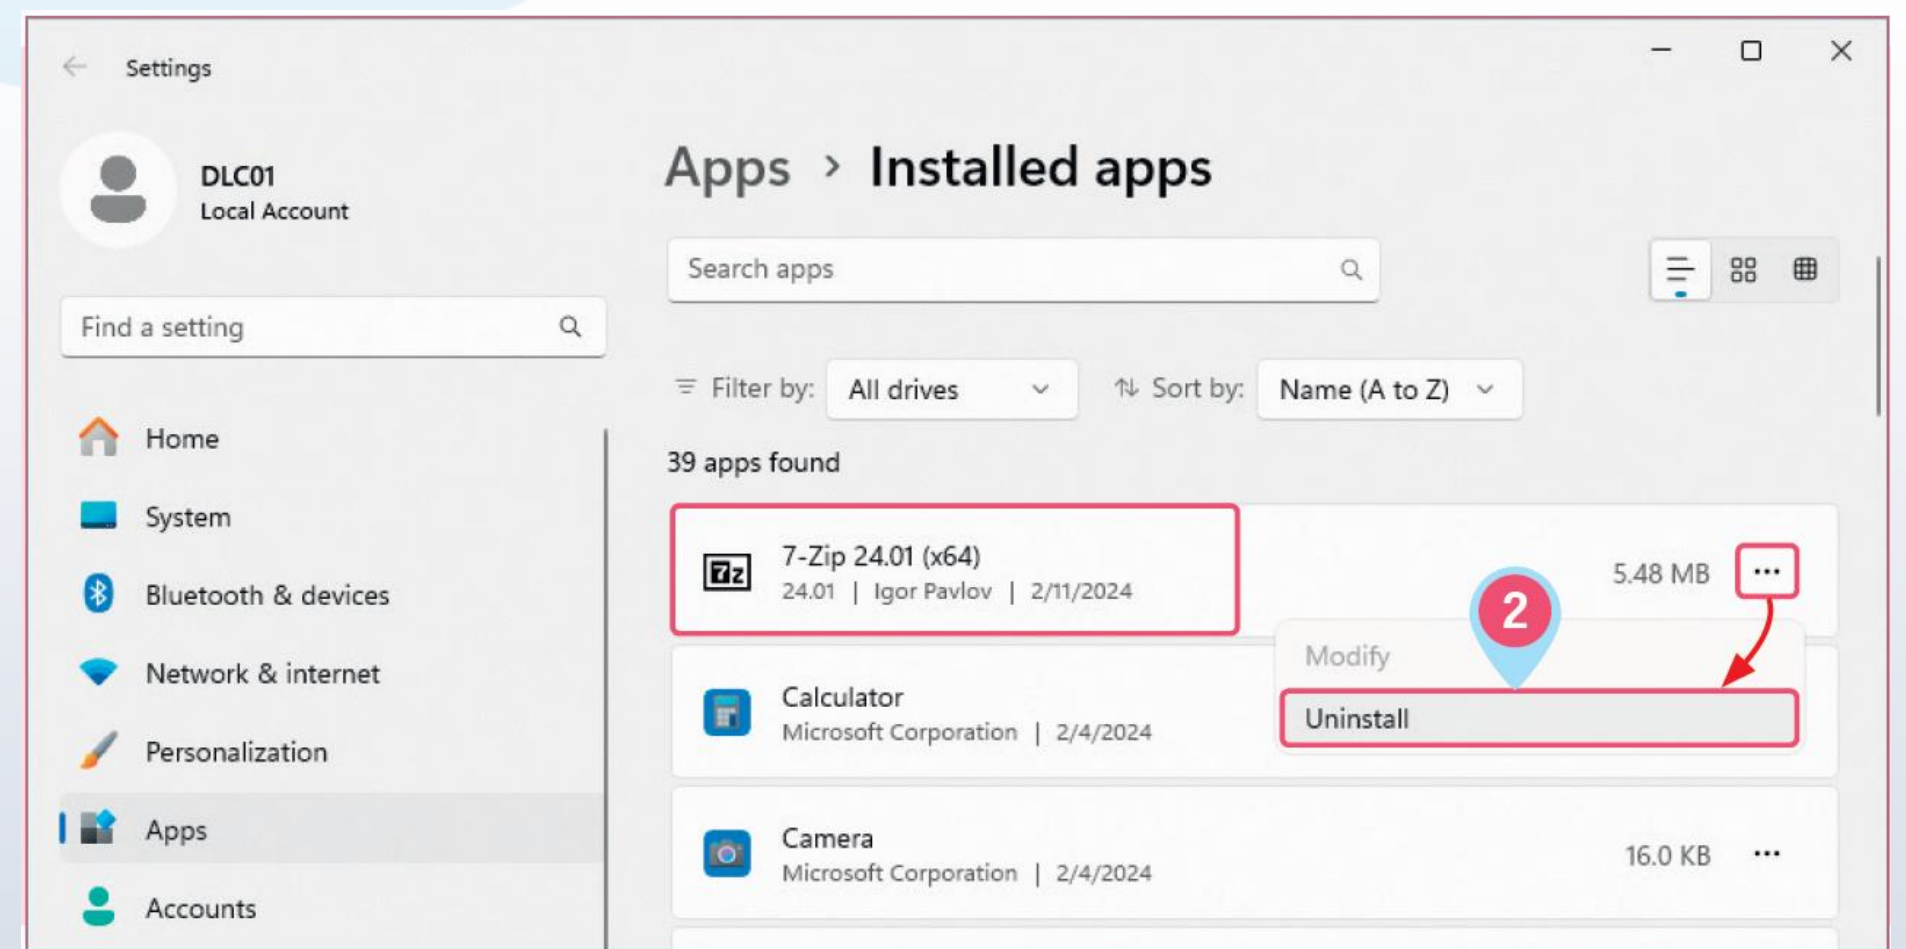 Settings
DLC01
Local Account
Find a setting
Home
System
Bluetooth & devices
Network & internet
Personalization
Apps
Accounts
Apps > Installed apps
Search apps
Filter by: All drives Sort by: Name (A to Z)
39 apps found
7-Zip 24.01 (x64)
24.01 | Igor Pavlov | 2/11/2024
5.48 MB
2
Modify
Uninstall
Calculator
Microsoft Corporation | 2/4/2024
Camera
Microsoft Corporation | 2/4/2024
16.0 KB
7z